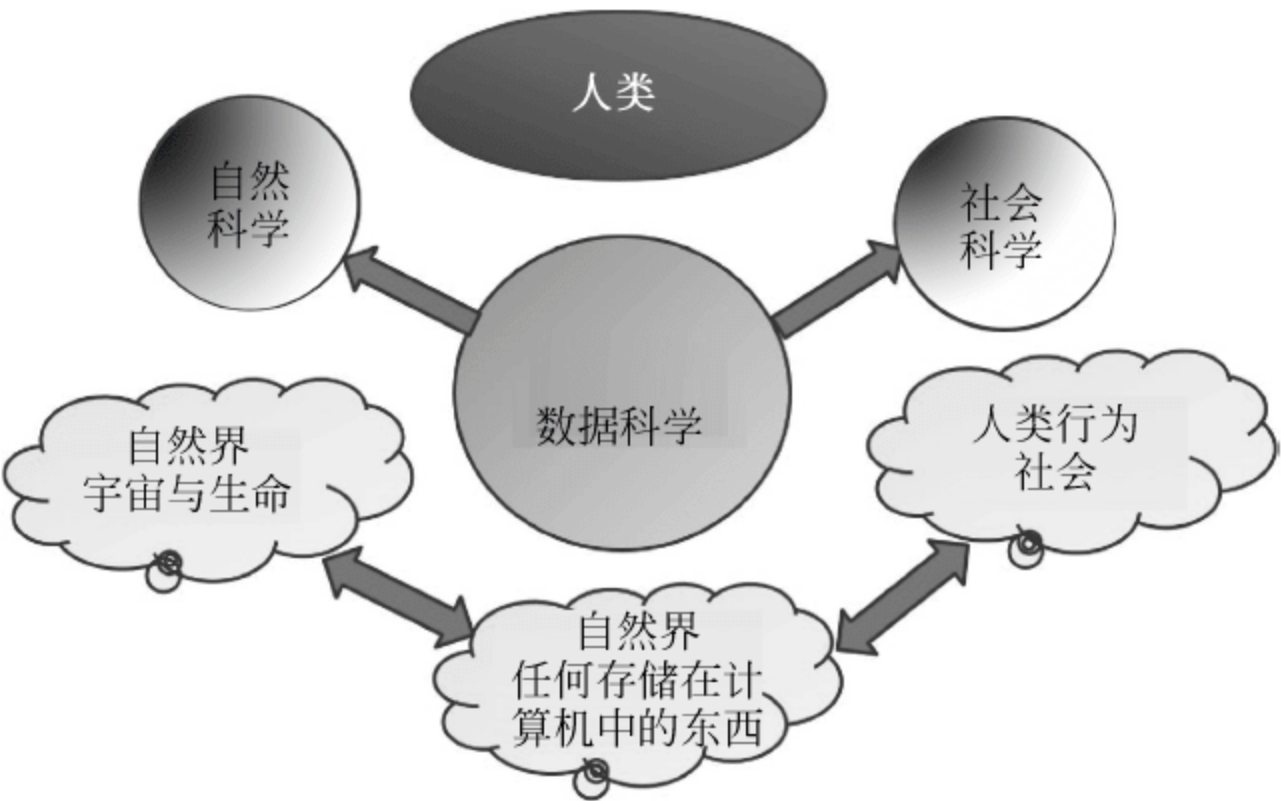 人类
自然
科学
社会
科学
数据科学
自然界
宇宙与生命
人类行为
社会
自然界
任何存储在计
算机中的东西